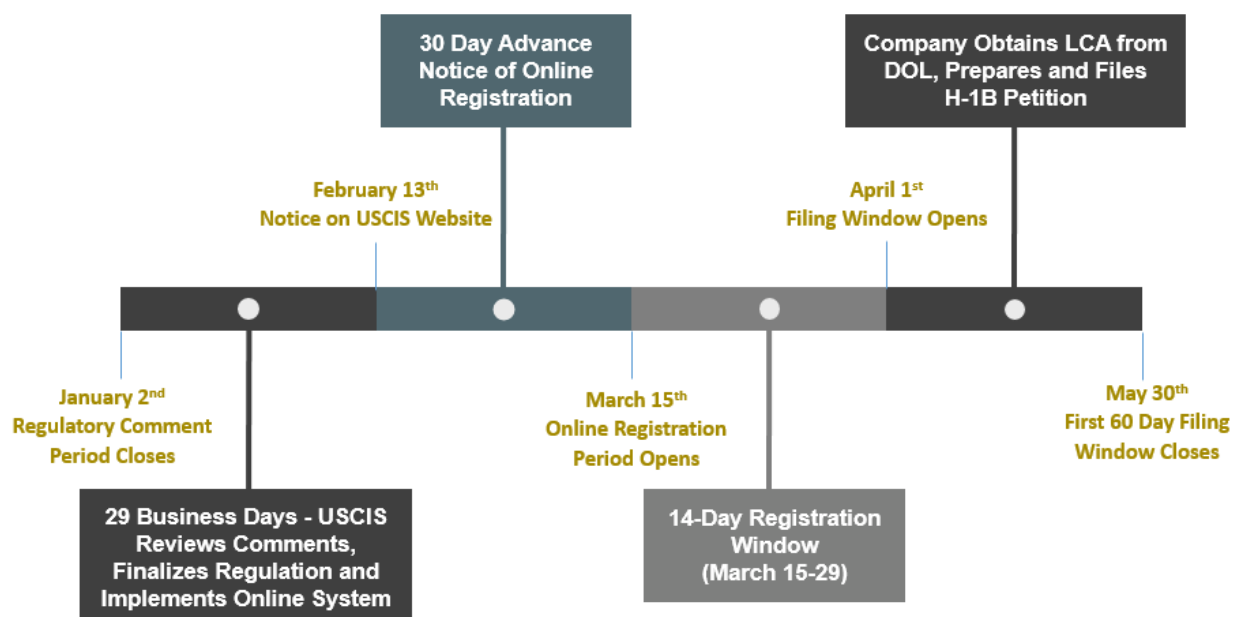 30 Day Advance
Notice of Online
Registration
Company Obtains LCA from
DOL, Prepares and Files
H-1B Petition
February 13th
Notice on USCIS Website
April 1st
Filing Window Opens
January 2nd
Regulatory Comment
Period Closes
March 15th
Online Registration
Period Opens
May 30th
First 60 Day Filing
Window Closes
29 Business Days - USCIS
Reviews Comments,
Finalizes Regulation and
Implements Online System
14-Day Registration
Window
(March 15-29)